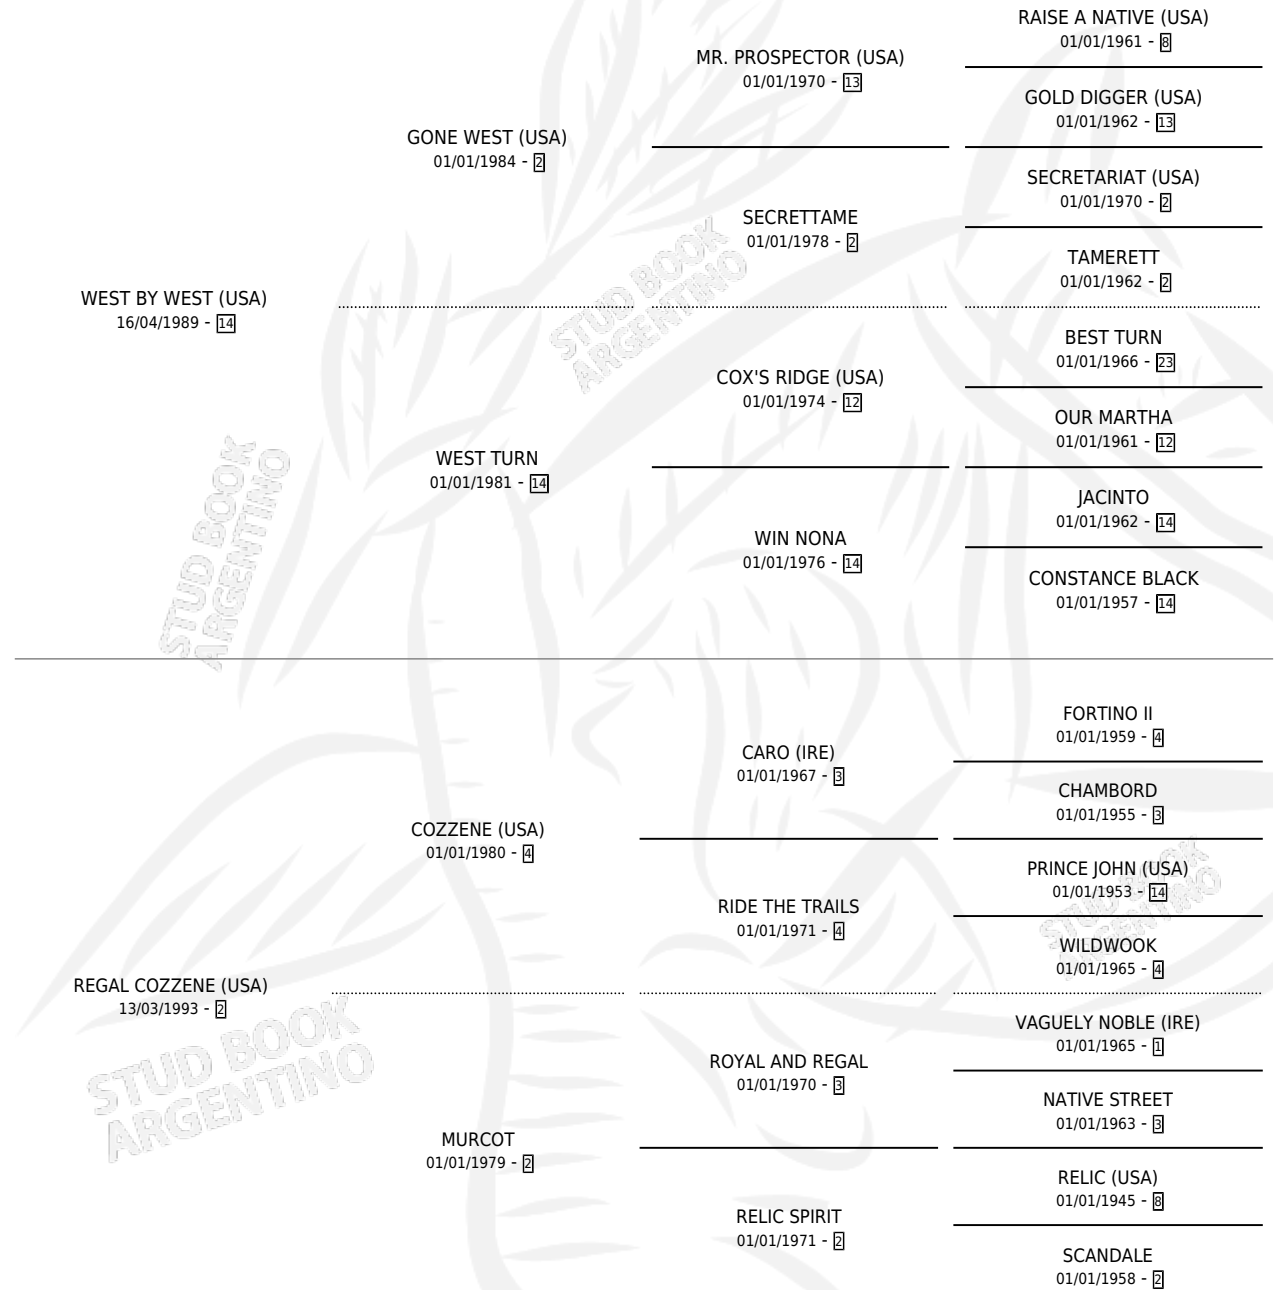 RAISE A NATIVE (USA)
01/01/1961 - 8
MR. PROSPECTOR (USA)
01/01/1970 - 13
GOLD DIGGER (USA)
01/01/1962 - 13
GONE WEST (USA)
01/01/1984 - 2
SECRETARIAT (USA)
01/01/1970 - 2
SECRETTAME
01/01/1978 - 2
TAMERETT
01/01/1962 - 2
WEST BY WEST (USA)
16/04/1989 - 14
BEST TURN
01/01/1966 - 23
COX'S RIDGE (USA)
01/01/1974 - 12
OUR MARTHA
01/01/1961 - 12
WEST TURN
01/01/1981 - 14
JACINTO
01/01/1962 - 14
WIN NONA
01/01/1976 - 14
CONSTANCE BLACK
01/01/1957 - 14
FORTINO II
01/01/1959 - 4
CARO (IRE)
01/01/1967 - 3
CHAMBORD
01/01/1955 - 3
COZZENE (USA)
01/01/1980 - 4
PRINCE JOHN (USA)
01/01/1953 - 14
RIDE THE TRAILS
01/01/1971 - 4
WILDWOOK
01/01/1965 - 4
REGAL COZZENE (USA)
13/03/1993 - 2
VAGUELY NOBLE (IRE)
01/01/1965 - 1
ROYAL AND REGAL
01/01/1970 - 3
NATIVE STREET
01/01/1963 - 3
MURCOT
01/01/1979 - 2
RELIC (USA)
01/01/1945 - 8
RELIC SPIRIT
01/01/1971 - 2
SCANDALE
01/01/1958 - 2
STUD BOOK
ARGENTINO
STUD BOOK
ARGENTINO
STUD BOOK
ARGENTINO
STUD BOOK
ARGENTINO